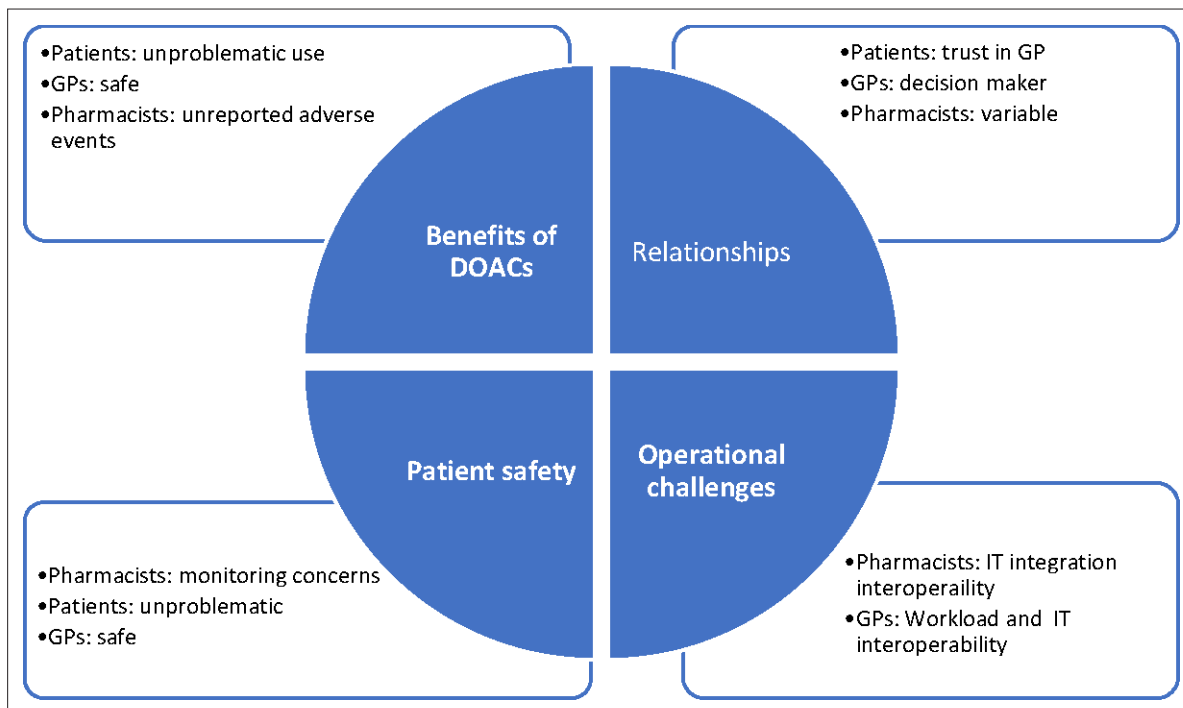 •Patients: unproblematic use
•GPs: safe
•Pharmacists: unreported adverse
events
•Patients: trust in GP
•GPs: decision maker
•Pharmacists: variable
Benefits of
DOACs
Relationships
Patient safety
Operational
challenges
•Pharmacists: monitoring concerns
•Patients: unproblematic
•GPs: safe
•Pharmacists: IT integration
interoperaility
•GPs: Workload and IT
interoperability